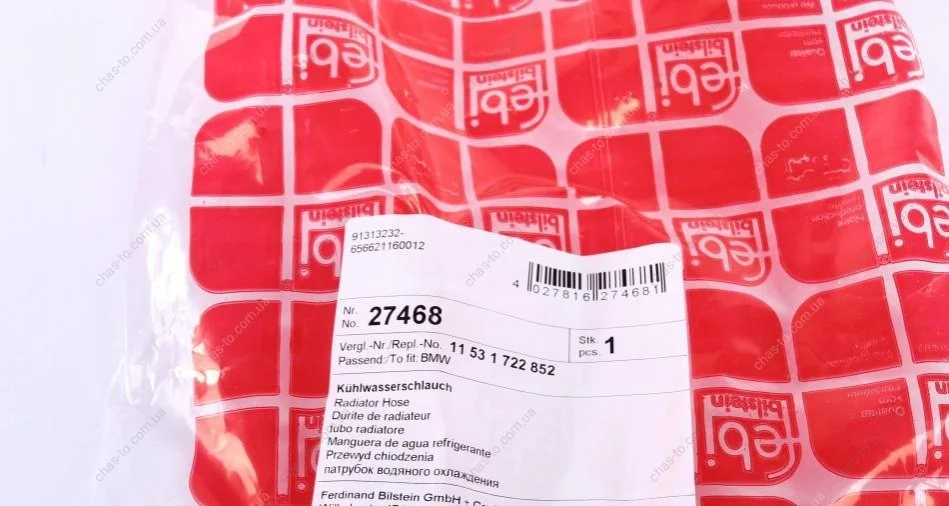 91313232-
656621160012
4 027816 274681
Nr.
No. 27468
Stk.
pcs. 1
Vergl.-Nr./Repl.-No. 11 53 1 722 852
Passend:/To fit: BMW
Kühlwasserschlauch
Radiator Hose
Durite de radiateur
tubo radiatore
Manguera de agua refrigerante
Przewyd chiodzenia
патрубок водяного охлаждения
Ferdinand Bilstein GmbH +
febi
bilstein
chas-to.com.ua